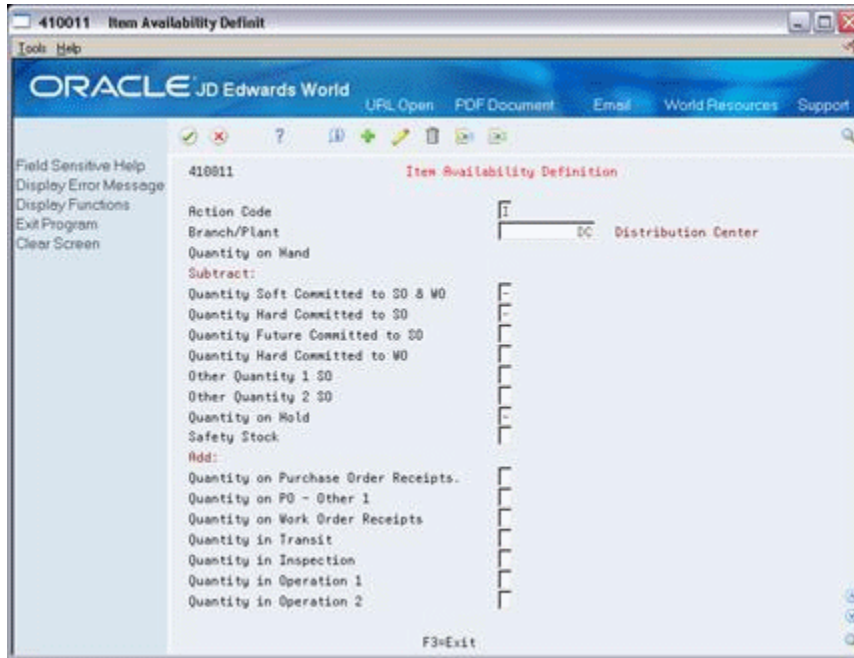 410011 Item Availability Definit
Tools Help
ORACLE JD Edwards World
URL Open PDF Document Email World Resources Support
Field Sensitive Help
Display Error Message
Display Functions
Exit Program
Clear Screen
410011 Item Availability Definition
Action Code I
Branch/Plant DC Distribution Center
Quantity on Hand
Subtract:
Quantity Soft Committed to SO & WO -
Quantity Hard Committed to SO -
Quantity Future Committed to SO
Quantity Hard Committed to WO
Other Quantity 1 SO
Other Quantity 2 SO
Quantity on Hold -
Safety Stock
Add:
Quantity on Purchase Order Receipts.
Quantity on PO - Other 1
Quantity on Work Order Receipts
Quantity in Transit
Quantity in Inspection
Quantity in Operation 1
Quantity in Operation 2
F3=Exit